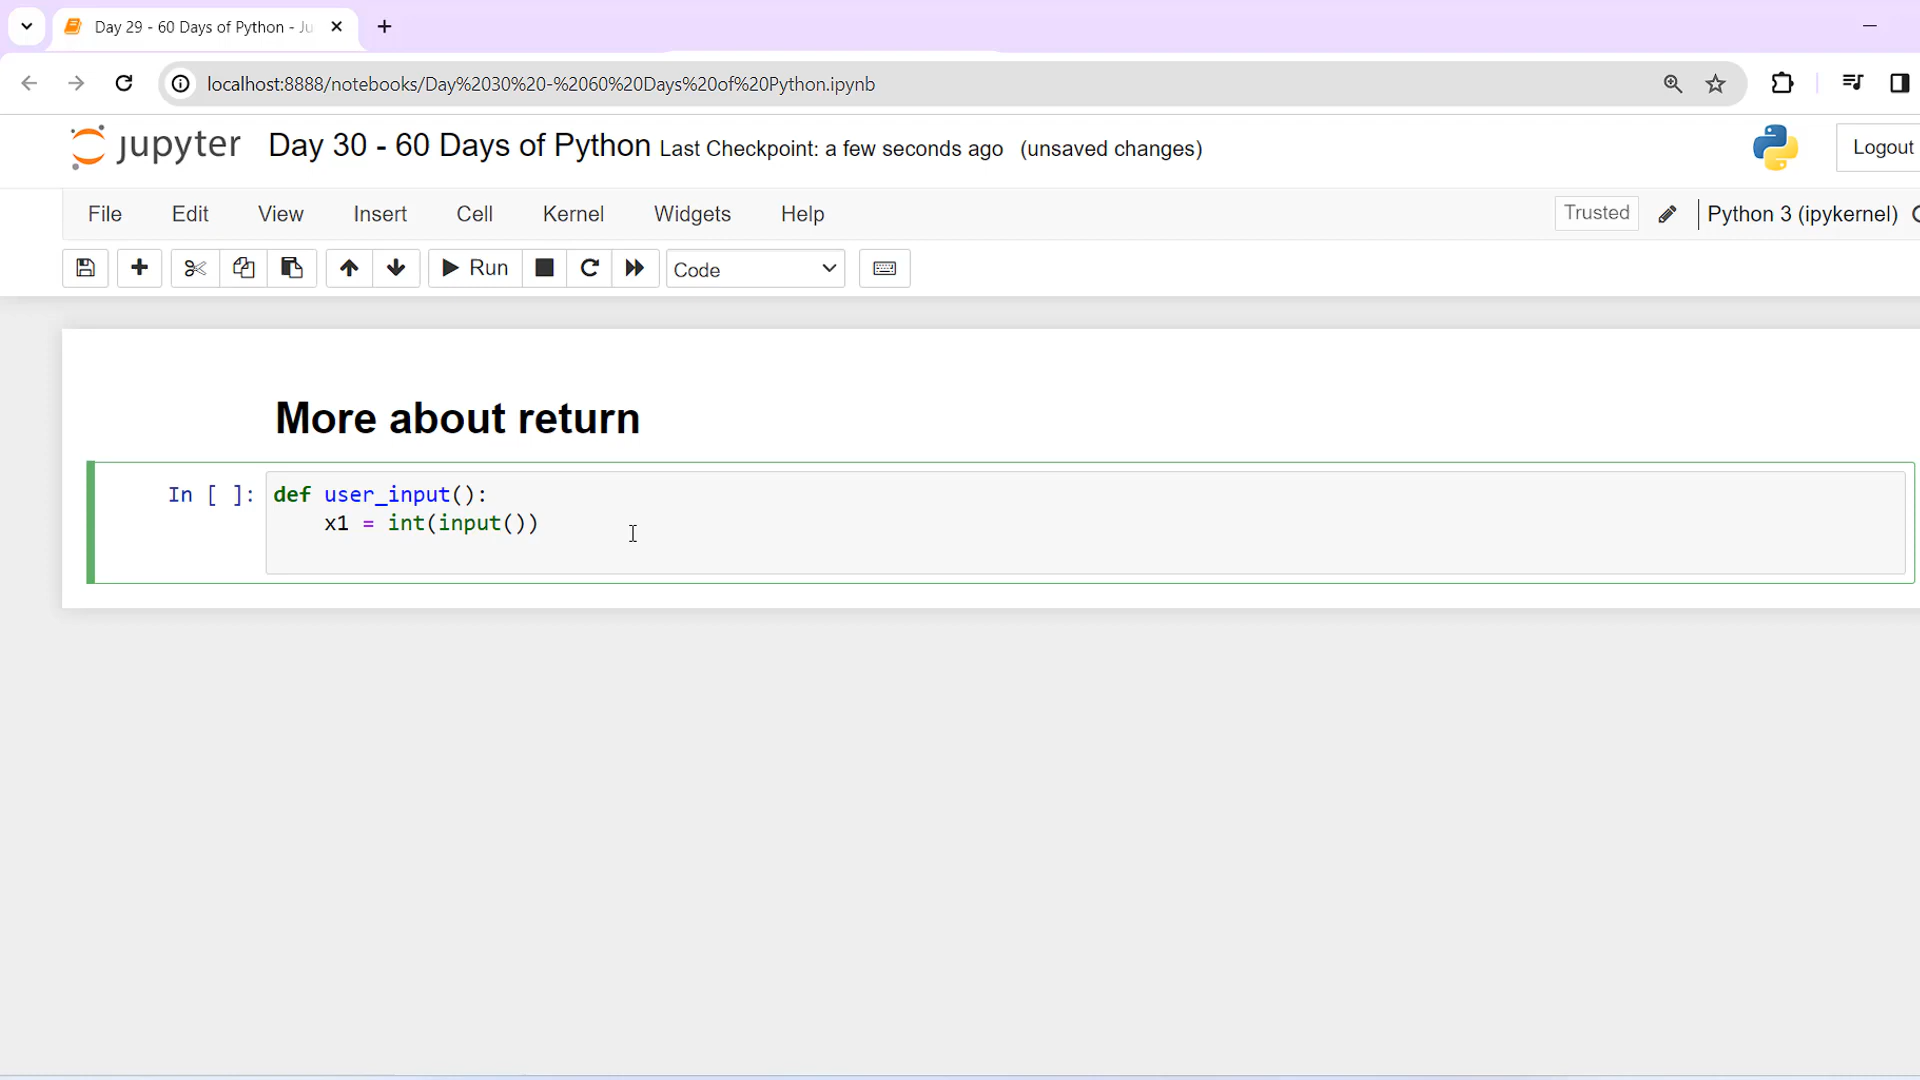 Day 29 - 60 Days of Python - Ju
localhost:8888/notebooks/Day%2030%20-%2060%20Days%20of%20Python.ipynb
jupyter Day 30 - 60 Days of Python Last Checkpoint: a few seconds ago (unsaved changes)
Logout
File Edit View Insert Cell Kernel Widgets Help
Trusted Python 3 (ipykernel)
Run Code
More about return
In [ ]: def user_input():
x1 = int(input())